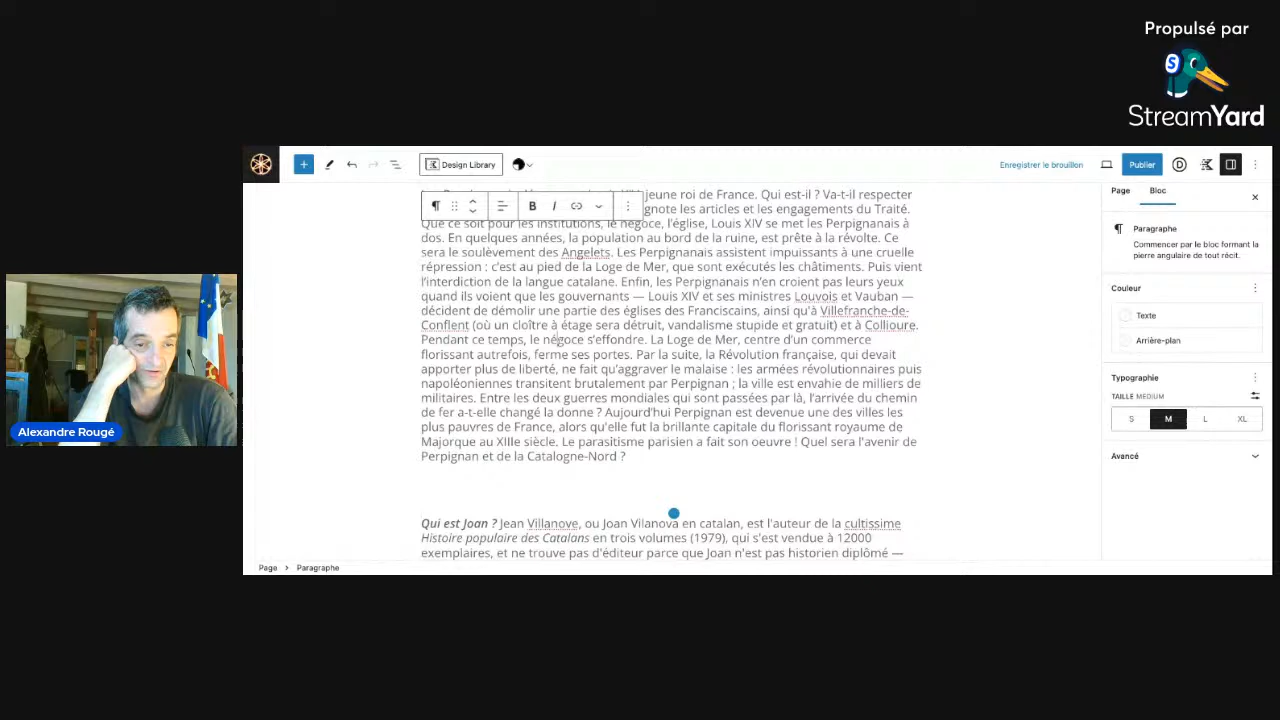 Propulsé par
StreamYard
Design Library
Enregistrer le brouillon
Publier
jeune roi de France. Qui est-il ? Va-t-il respecter
les articles et les engagements du Traité.
Que ce soit pour les institutions, le négoce, l'église, Louis XIV se met les Perpignanais à
dos. En quelques années, la population au bord de la ruine, est prête à la révolte. Ce
sera le soulèvement des Angelets. Les Perpignanais assistent impuissants à une cruelle
répression : c'est au pied de la Loge de Mer, que sont exécutés les châtiments. Puis vient
l'interdiction de la langue catalane. Enfin, les Perpignanais n'en croient pas leurs yeux
quand ils voient que les gouvernants — Louis XIV et ses ministres Louvois et Vauban —
décident de démolir une partie des églises des Franciscains, ainsi qu'à Villefranche-de-
Conflent (où un cloître à étage sera détruit, vandalisme stupide et gratuit) et à Collioure.
Pendant ce temps, le négoce s'effondre. La Loge de Mer, centre d'un commerce
florissant autrefois, ferme ses portes. Par la suite, la Révolution française, qui devait
apporter plus de liberté, ne fait qu'aggraver le malaise : les armées révolutionnaires puis
napoléoniennes transitent brutalement par Perpignan ; la ville est envahie de milliers de
militaires. Entre les deux guerres mondiales qui sont passées par là, l'arrivée du chemin
de fer a-t-elle changé la donne ? Aujourd'hui Perpignan est devenue une des villes les
plus pauvres de France, alors qu'elle fut la brillante capitale du florissant royaume de
Majorque au XIIIe siècle. Le parasitisme parisien a fait son oeuvre ! Quel sera l'avenir de
Perpignan et de la Catalogne-Nord ?
Qui est Joan ? Jean Villanove, ou Joan Vilanova en catalan, est l'auteur de la cultissime
Histoire populaire des Catalans en trois volumes (1979), qui s'est vendue à 12000
exemplaires, et ne trouve pas d'éditeur parce que Joan n'est pas historien diplômé —
Page > Paragraphe
Page
Bloc
Paragraphe
Commencer par le bloc formant la
pierre angulaire de tout récit.
Couleur
Texte
Arrière-plan
Typographie
TAILLE MEDIUM
S M L XL
Avancé
Alexandre Rougé